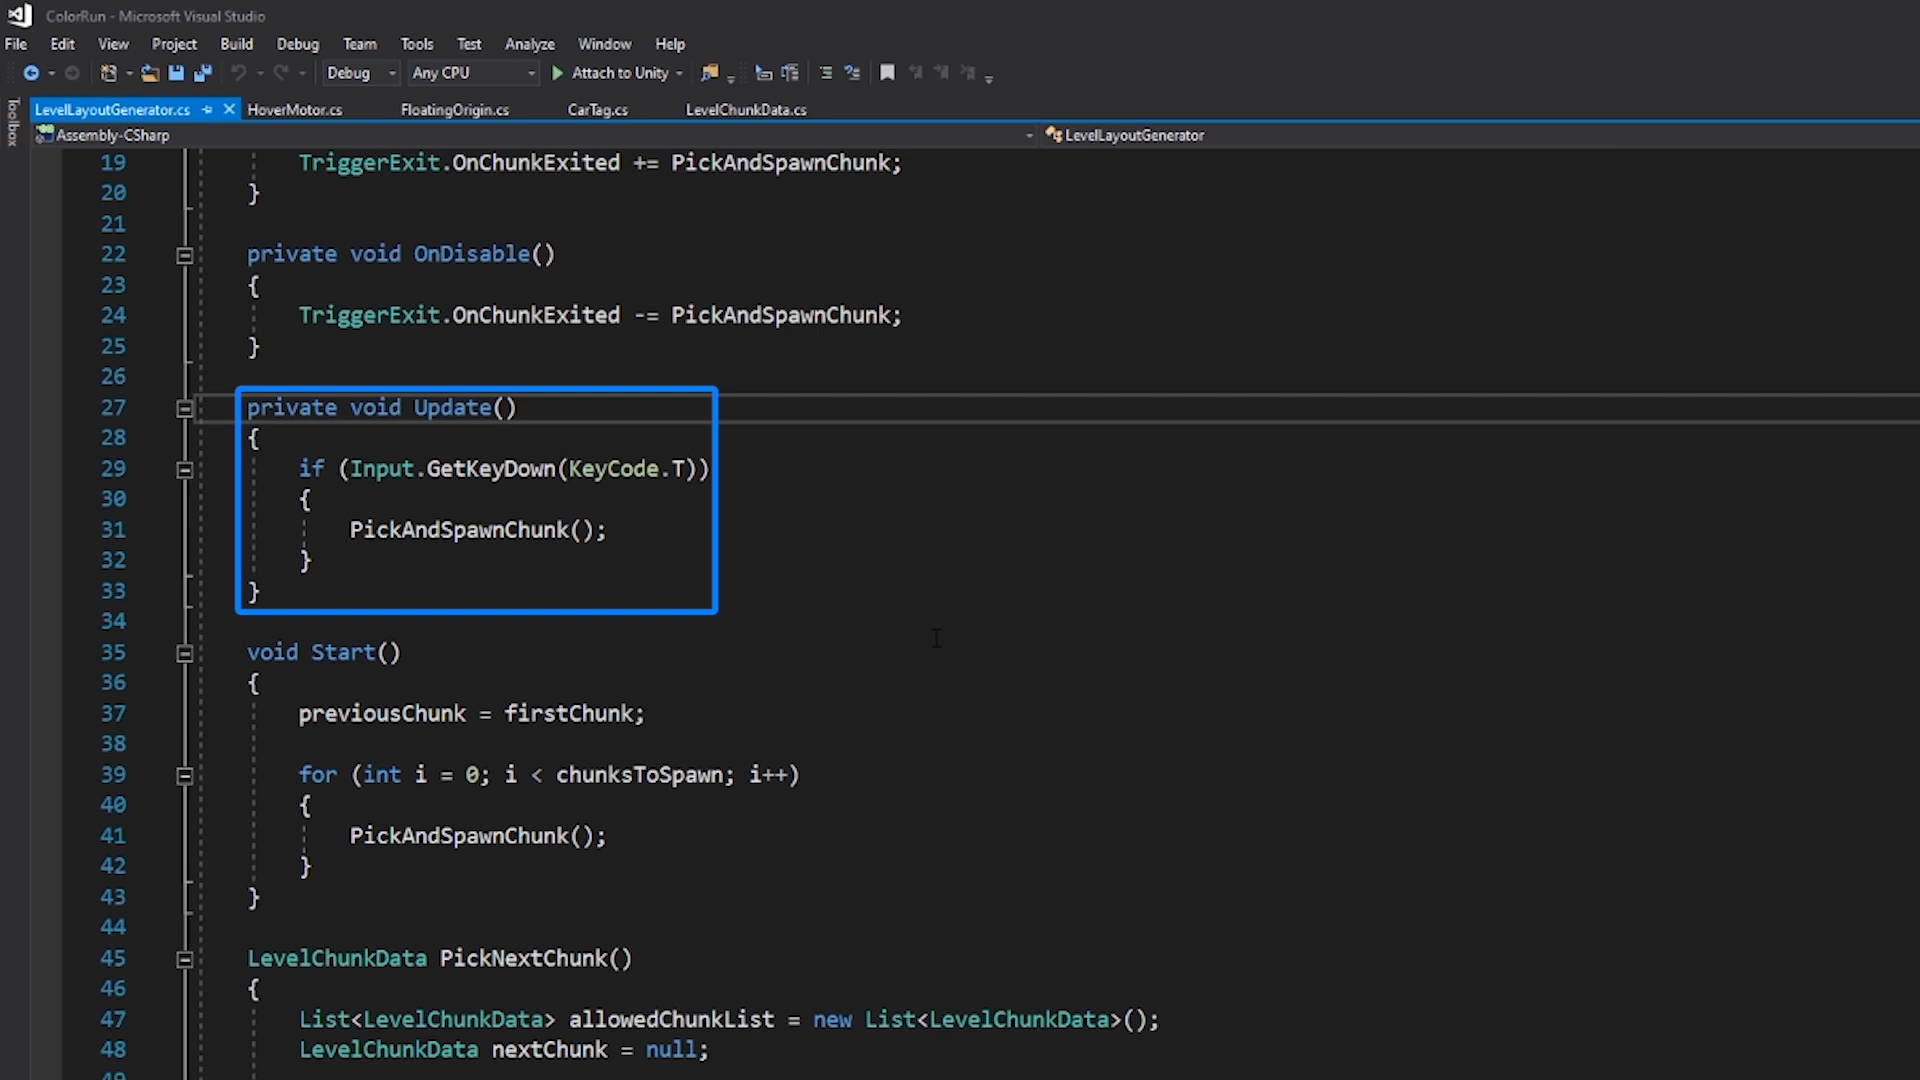 ColorRun - Microsoft Visual Studio
File Edit View Project Build Debug Team Tools Test Analyze Window Help
Debug Any CPU Attach to Unity
Toolbox
LevelLayoutGenerator.cs HoverMotor.cs FloatingOrigin.cs CarTag.cs LevelChunkData.cs
Assembly-CSharp LevelLayoutGenerator
19 TriggerExit.OnChunkExited += PickAndSpawnChunk;
20 }
21
22 private void OnDisable()
23 {
24 TriggerExit.OnChunkExited -= PickAndSpawnChunk;
25 }
26
27 private void Update()
28 {
29 if (Input.GetKeyDown(KeyCode.T))
30 {
31 PickAndSpawnChunk();
32 }
33 }
34
35 void Start()
36 {
37 previousChunk = firstChunk;
38
39 for (int i = 0; i < chunksToSpawn; i++)
40 {
41 PickAndSpawnChunk();
42 }
43 }
44
45 LevelChunkData PickNextChunk()
46 {
47 List<LevelChunkData> allowedChunkList = new List<LevelChunkData>();
48 LevelChunkData nextChunk = null;
49